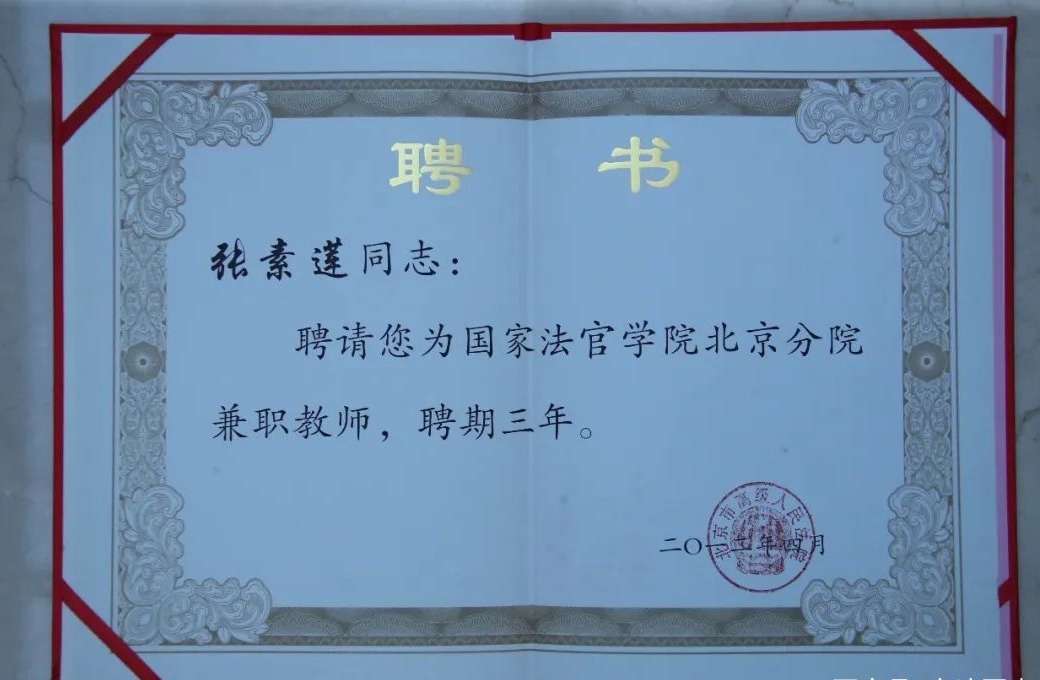 聘 书
张素莲同志：
聘请您为国家法官学院北京分院
兼职教师，聘期三年。
北京市高级人民法院
二〇一二年四月